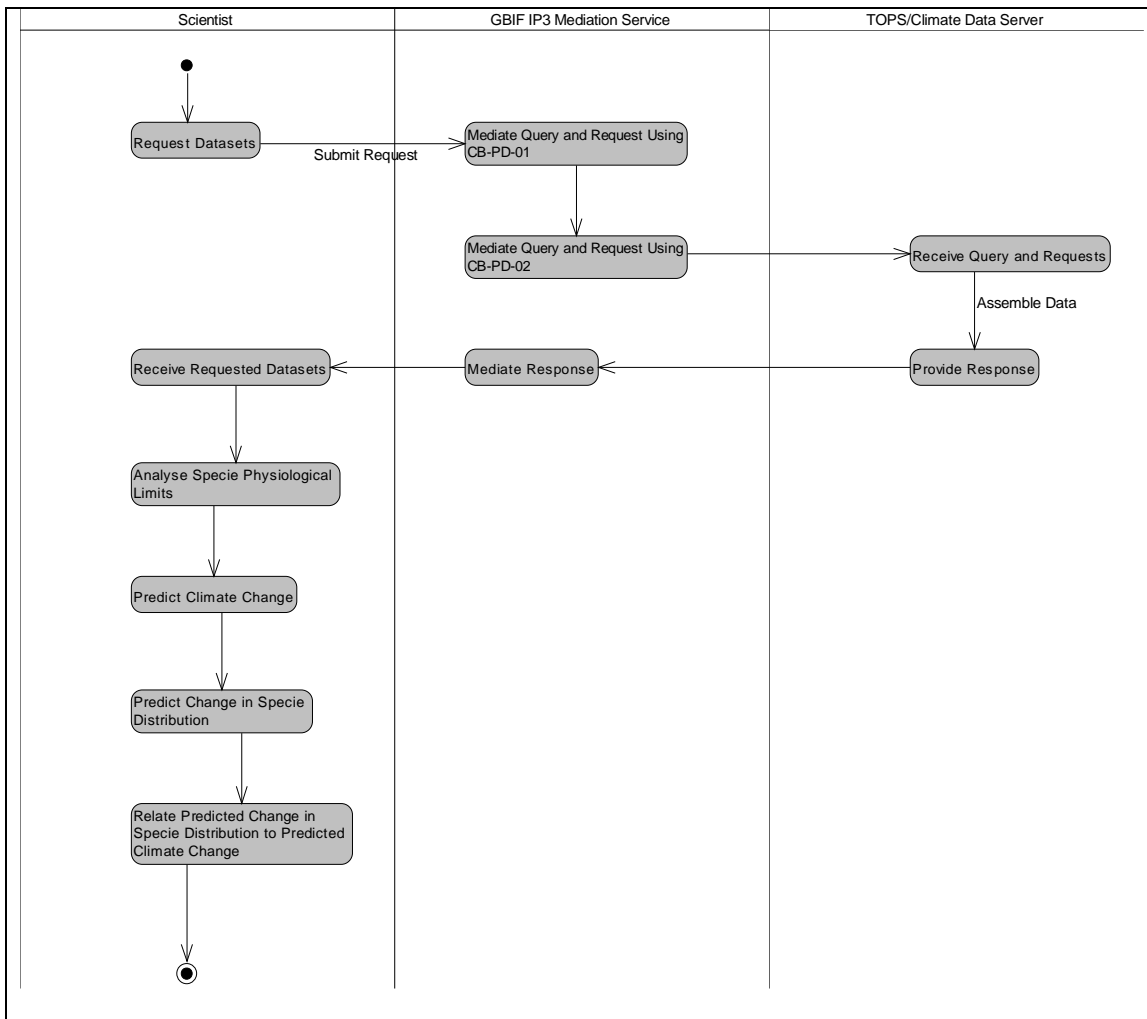 Scientist
GBIF IP3 Mediation Service
TOPS/Climate Data Server
Request Datasets
Submit Request
Mediate Query and Request Using
CB-PD-01
Mediate Query and Request Using
CB-PD-02
Receive Query and Requests
Assemble Data
Receive Requested Datasets
Mediate Response
Provide Response
Analyse Specie Physiological
Limits
Predict Climate Change
Predict Change in Specie
Distribution
Relate Predicted Change in
Specie Distribution to Predicted
Climate Change